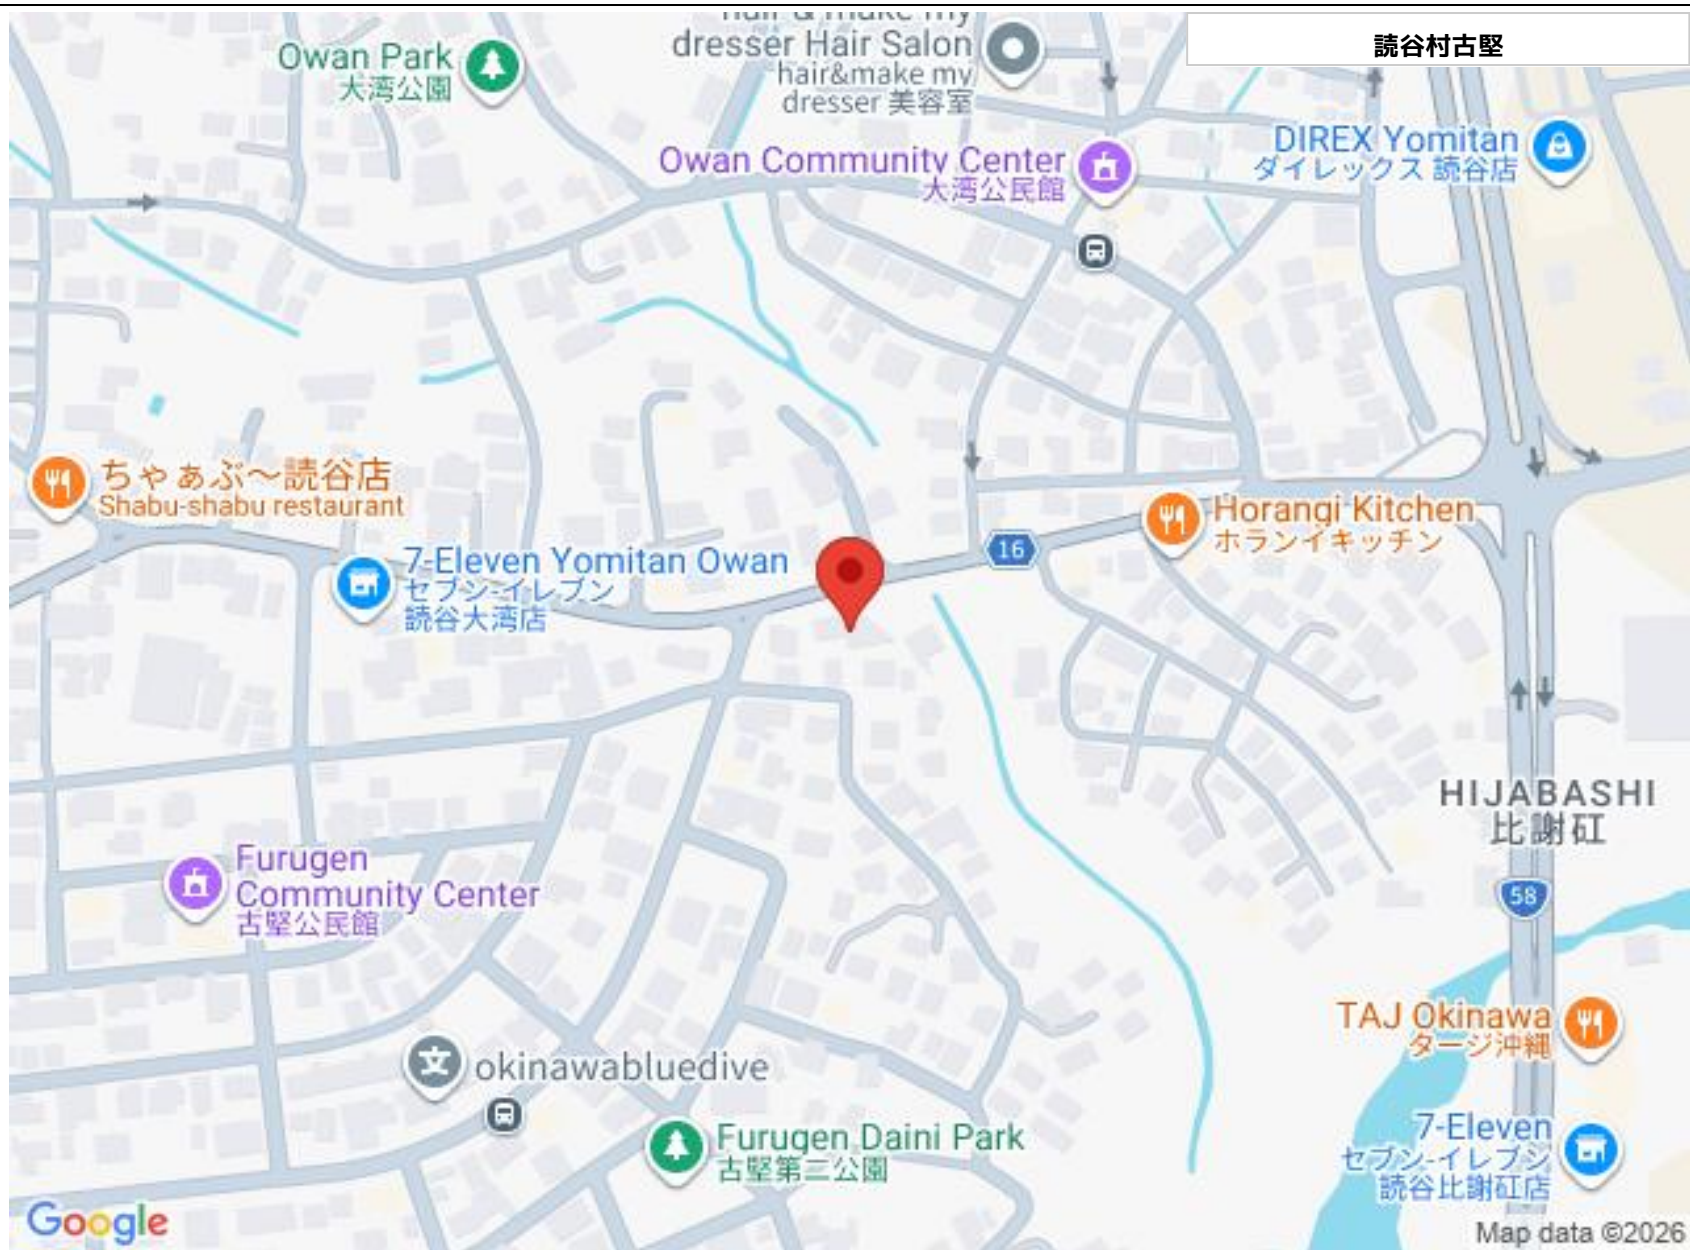 hair & make my
dresser Hair Salon
hair&make my
dresser 美容室
読谷村古堅
Owan Park
大湾公園
DIREX Yomitan
ダイレックス 読谷店
Owan Community Center
大湾公民館
ちゃぁぶ〜読谷店
Shabu-shabu restaurant
Horangi Kitchen
ホランイキッチン
16
7-Eleven Yomitan Owan
セブン-イレブン
読谷大湾店
HIJABASHI
比謝矼
Furugen
Community Center
古堅公民館
58
TAJ Okinawa
タージ沖縄
文
okinawabluedive
Furugen Daini Park
古堅第二公園
7-Eleven
セブン-イレブン
読谷比謝矼店
Google
Map data ©2026